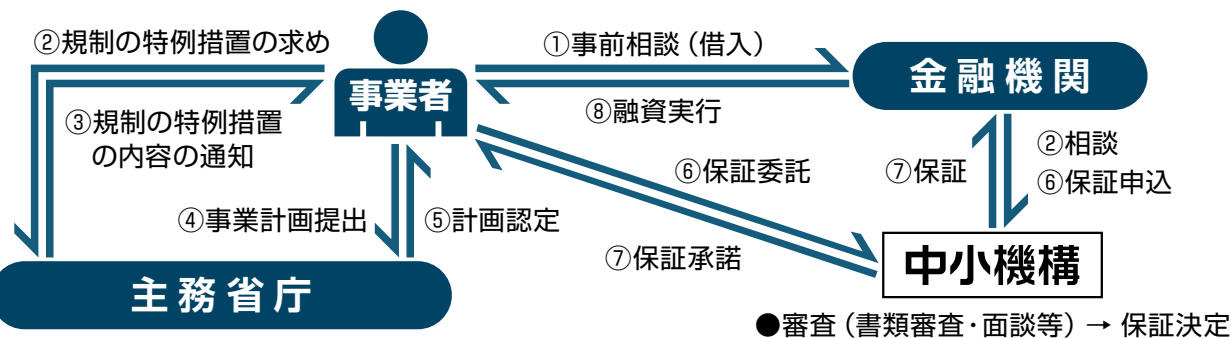 ②規制の特例措置の求め
①事前相談（借入）
事業者
金融機関
③規制の特例措置
の内容の通知
⑧融資実行
②相談
⑥保証委託
⑦保証
⑥保証申込
④事業計画提出
⑤計画認定
⑦保証承諾
中小機構
主務省庁
●審査（書類審査・面談等）→ 保証決定